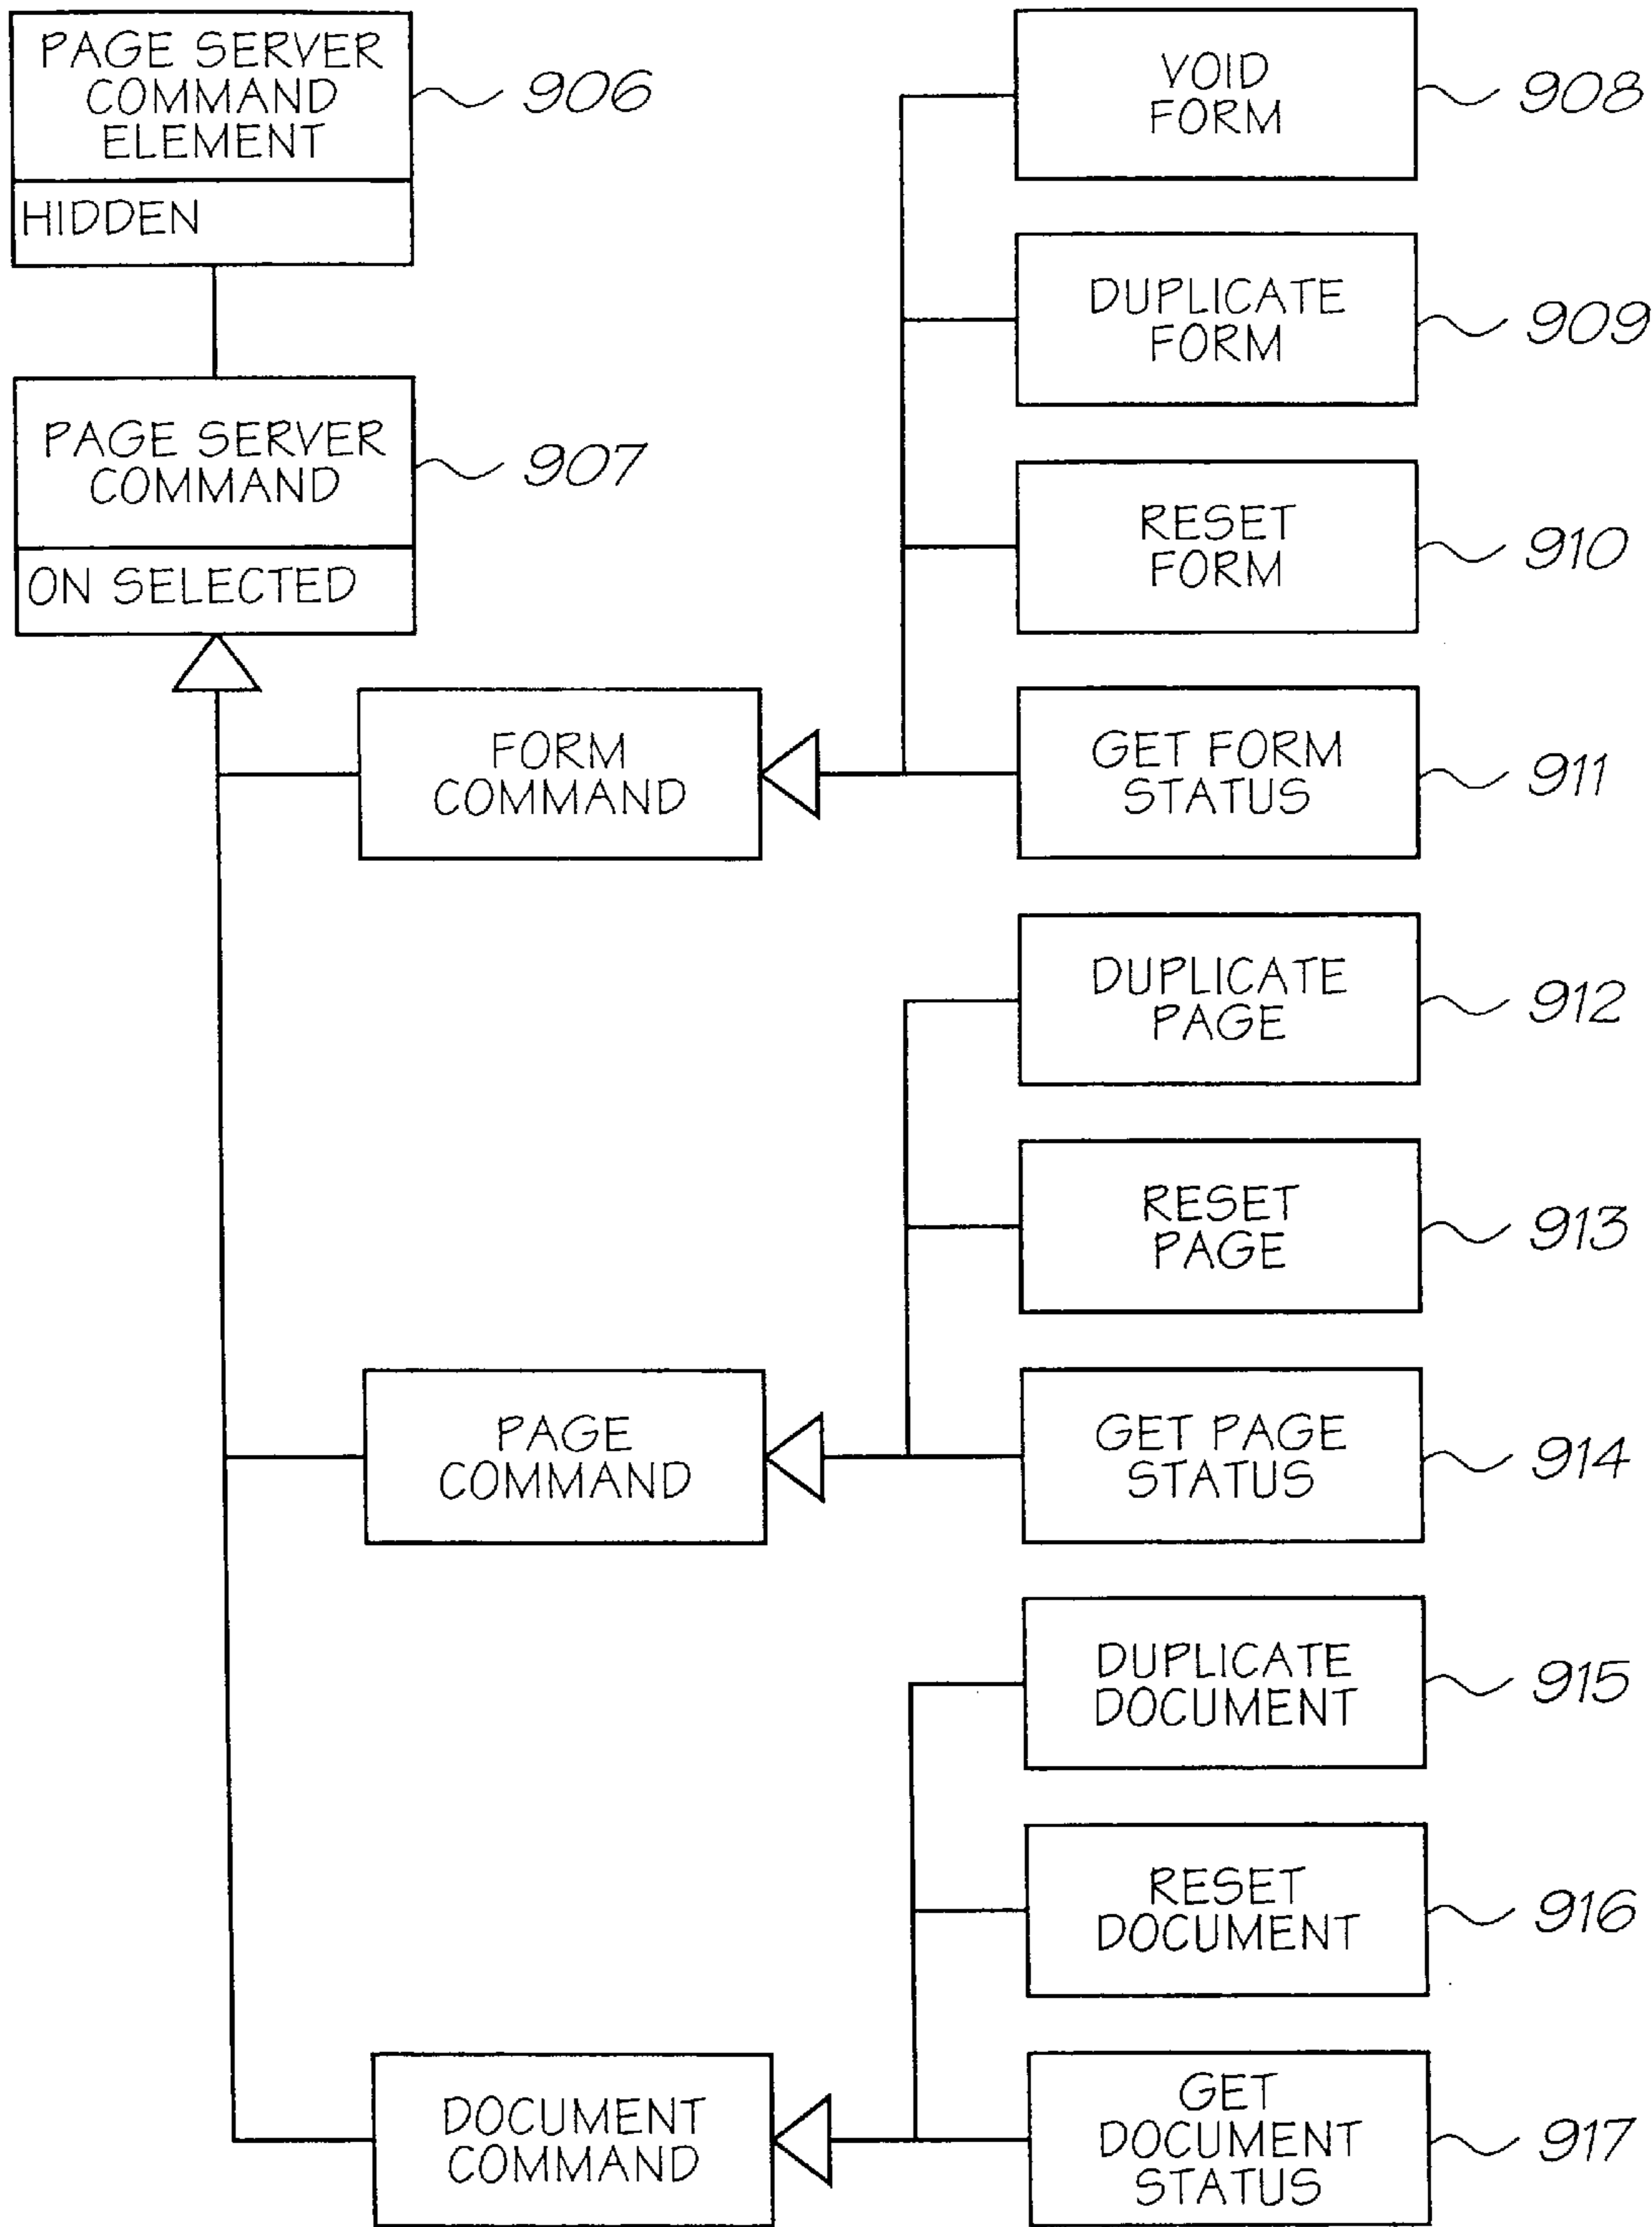 PAGE SERVER
COMMAND
ELEMENT
906
HIDDEN
PAGE SERVER
COMMAND
907
ON SELECTED
VOID
FORM
908
DUPLICATE
FORM
909
RESET
FORM
910
FORM
COMMAND
GET FORM
STATUS
911
DUPLICATE
PAGE
912
RESET
PAGE
913
PAGE
COMMAND
GET PAGE
STATUS
914
DUPLICATE
DOCUMENT
915
RESET
DOCUMENT
916
DOCUMENT
COMMAND
GET
DOCUMENT
STATUS
917